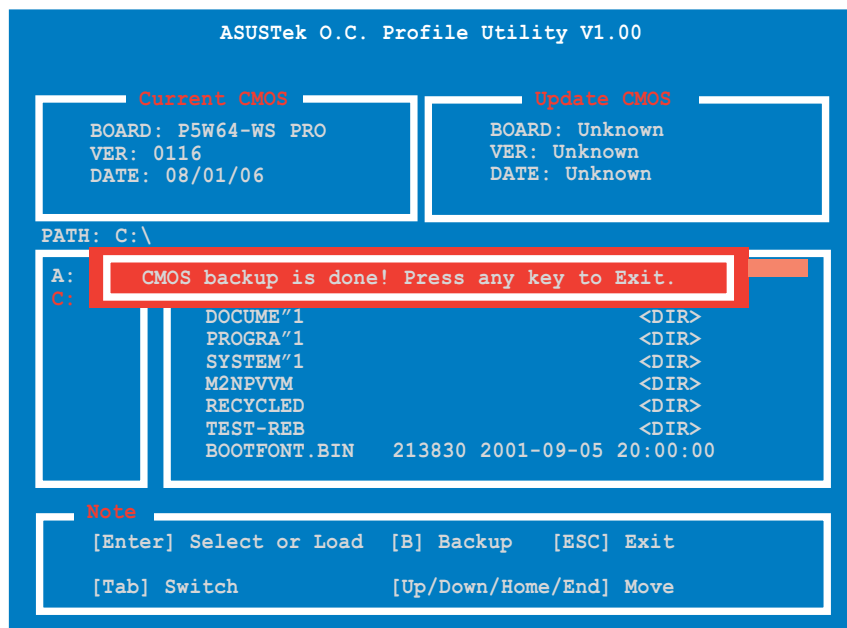 ASUSTek O.C. Profile Utility V1.00
Current CMOS
BOARD: P5W64-WS PRO
VER: 0116
DATE: 08/01/06
Update CMOS
BOARD: Unknown
VER: Unknown
DATE: Unknown
PATH: C:\
A:
C:
CMOS backup is done! Press any key to Exit.
DOCUME"1 <DIR>
PROGRA"1 <DIR>
SYSTEM"1 <DIR>
M2NPVVM <DIR>
RECYCLED <DIR>
TEST-REB <DIR>
BOOTFONT.BIN 213830 2001-09-05 20:00:00
Note
[Enter] Select or Load [B] Backup [ESC] Exit
[Tab] Switch [Up/Down/Home/End] Move